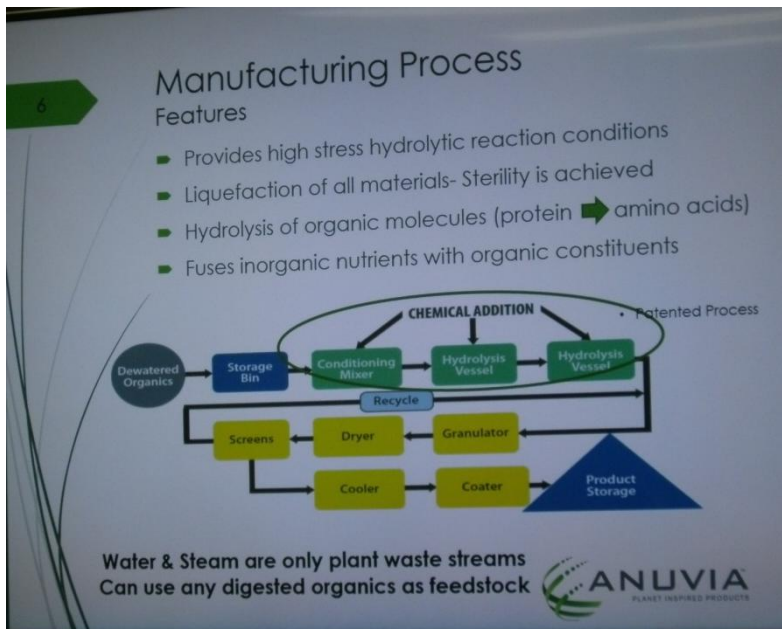 6
Manufacturing Process
Features
Provides high stress hydrolytic reaction conditions
Liquefaction of all materials- Sterility is achieved
Hydrolysis of organic molecules (protein ➡ amino acids)
Fuses inorganic nutrients with organic constituents
CHEMICAL ADDITION
• Patented Process
Dewatered
Organics
Storage
Bin
Conditioning
Mixer
Hydrolysis
Vessel
Hydrolysis
Vessel
Recycle
Screens
Dryer
Granulator
Cooler
Coater
Product
Storage
Water & Steam are only plant waste streams
Can use any digested organics as feedstock
ANUVIA
PLANET INSPIRED PRODUCTS